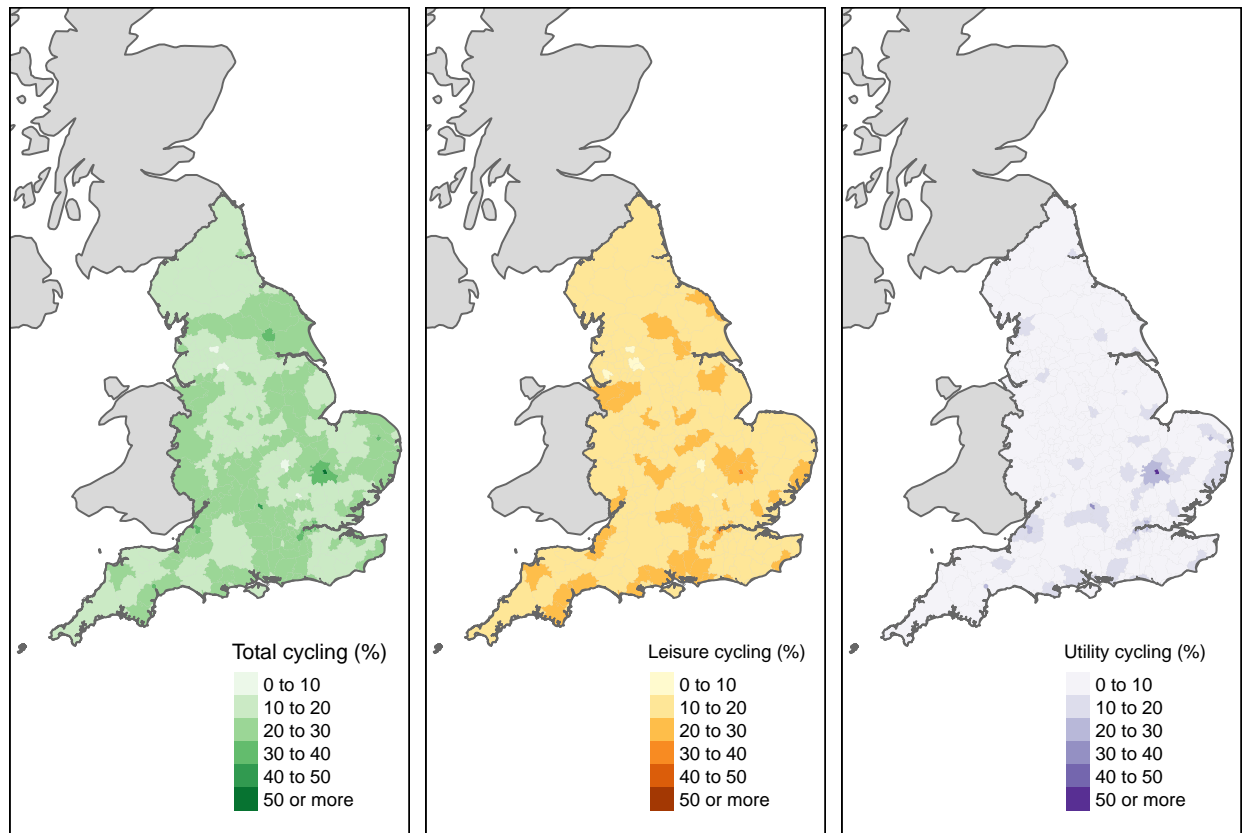 Total cycling (%)
0 to 10
10 to 20
20 to 30
30 to 40
40 to 50
50 or more
Leisure cycling (%)
0 to 10
10 to 20
20 to 30
30 to 40
40 to 50
50 or more
Utility cycling (%)
0 to 10
10 to 20
20 to 30
30 to 40
40 to 50
50 or more